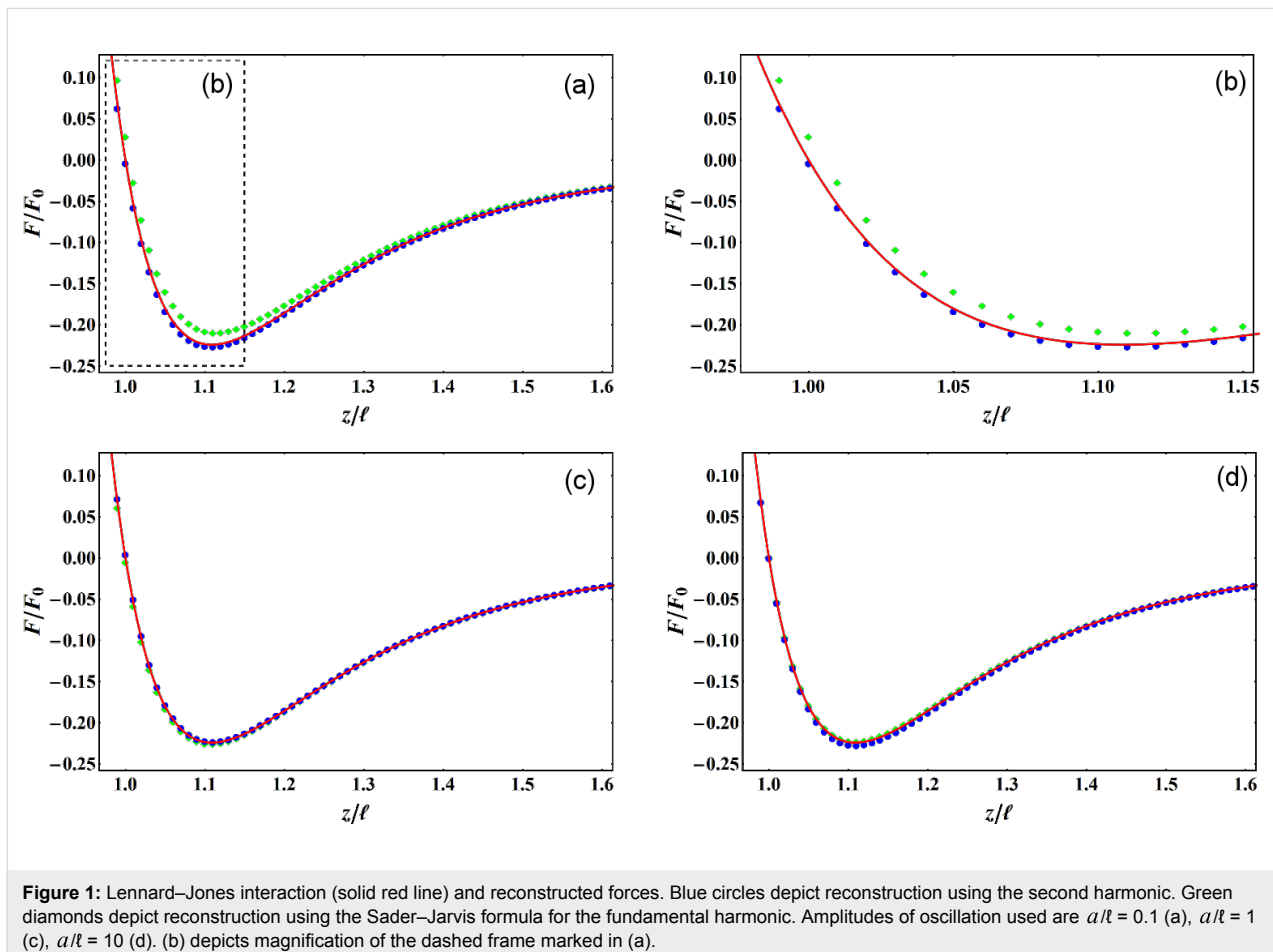 (b)
(a)
F/F0
0.10
0.05
0.00
−0.05
−0.10
−0.15
−0.20
−0.25
1.0 1.1 1.2 1.3 1.4 1.5 1.6
z/ℓ
(b)
F/F0
0.10
0.05
0.00
−0.05
−0.10
−0.15
−0.20
−0.25
1.00 1.05 1.10 1.15
z/ℓ
(c)
F/F0
0.10
0.05
0.00
−0.05
−0.10
−0.15
−0.20
−0.25
1.0 1.1 1.2 1.3 1.4 1.5 1.6
z/ℓ
(d)
F/F0
0.10
0.05
0.00
−0.05
−0.10
−0.15
−0.20
−0.25
1.0 1.1 1.2 1.3 1.4 1.5 1.6
z/ℓ
Figure 1: Lennard–Jones interaction (solid red line) and reconstructed forces. Blue circles depict reconstruction using the second harmonic. Green
diamonds depict reconstruction using the Sader–Jarvis formula for the fundamental harmonic. Amplitudes of oscillation used are a/ℓ = 0.1 (a), a/ℓ = 1
(c), a/ℓ = 10 (d). (b) depicts magnification of the dashed frame marked in (a).